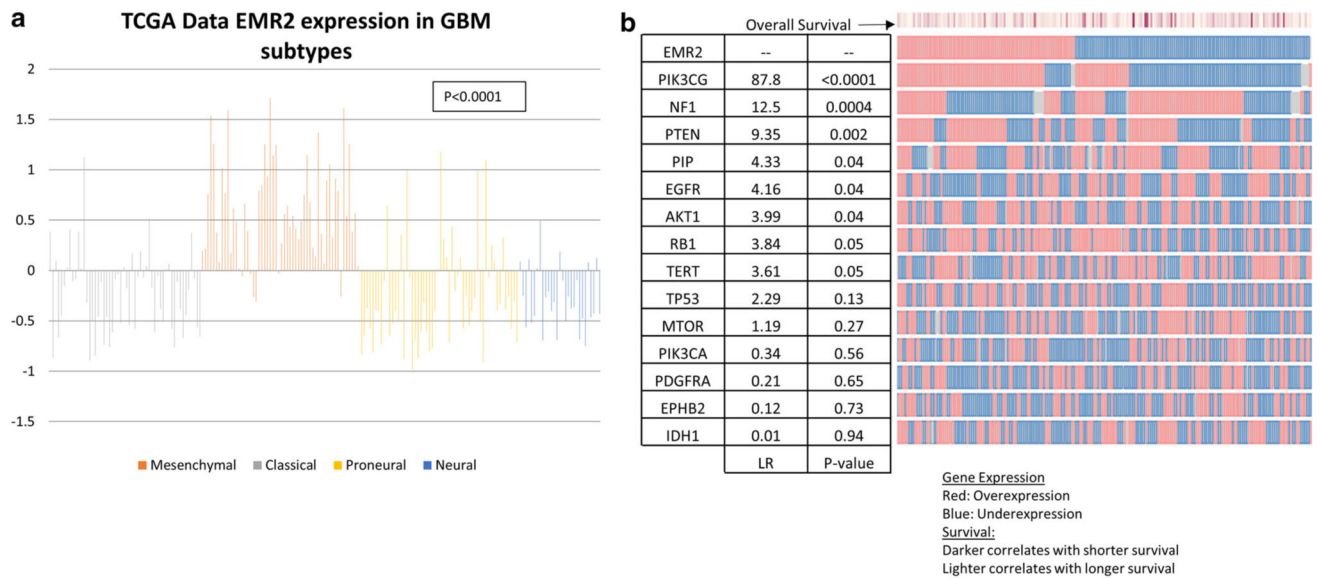 a
TCGA Data EMR2 expression in GBM
subtypes
2
1.5
1
0.5
0
-0.5
-1
-1.5
P<0.0001
Mesenchymal Classical Proneural Neural
b
Overall Survival
EMR2 -- --
PIK3CG 87.8 <0.0001
NF1 12.5 0.0004
PTEN 9.35 0.002
PIP 4.33 0.04
EGFR 4.16 0.04
AKT1 3.99 0.04
RB1 3.84 0.05
TERT 3.61 0.05
TP53 2.29 0.13
MTOR 1.19 0.27
PIK3CA 0.34 0.56
PDGFRA 0.21 0.65
EPHB2 0.12 0.73
IDH1 0.01 0.94
LR P-value
Gene Expression
Red: Overexpression
Blue: Underexpression
Survival:
Darker correlates with shorter survival
Lighter correlates with longer survival